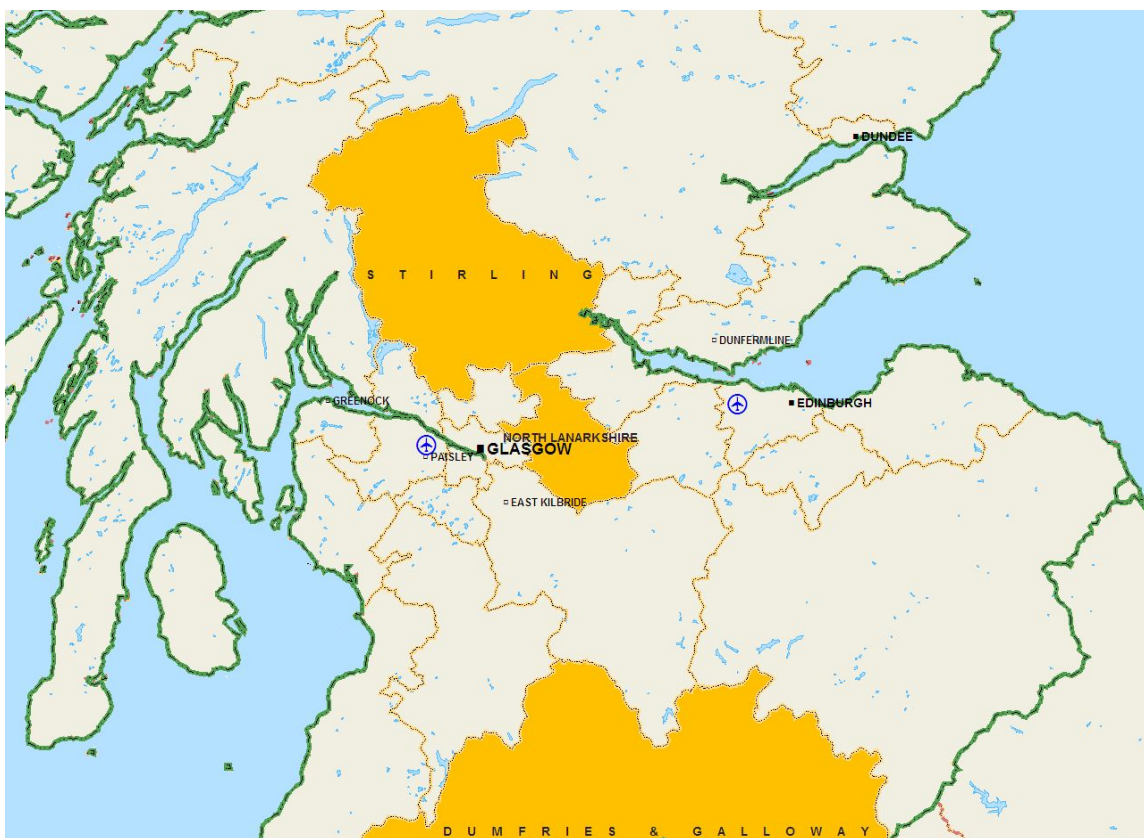 DUNDEE
STIRLING
DUNFERMLINE
GREENOCK
EDINBURGH
NORTH LANARKSHIRE
GLASGOW
PAISLEY
EAST KILBRIDE
DUMFRIES & GALLOWAY